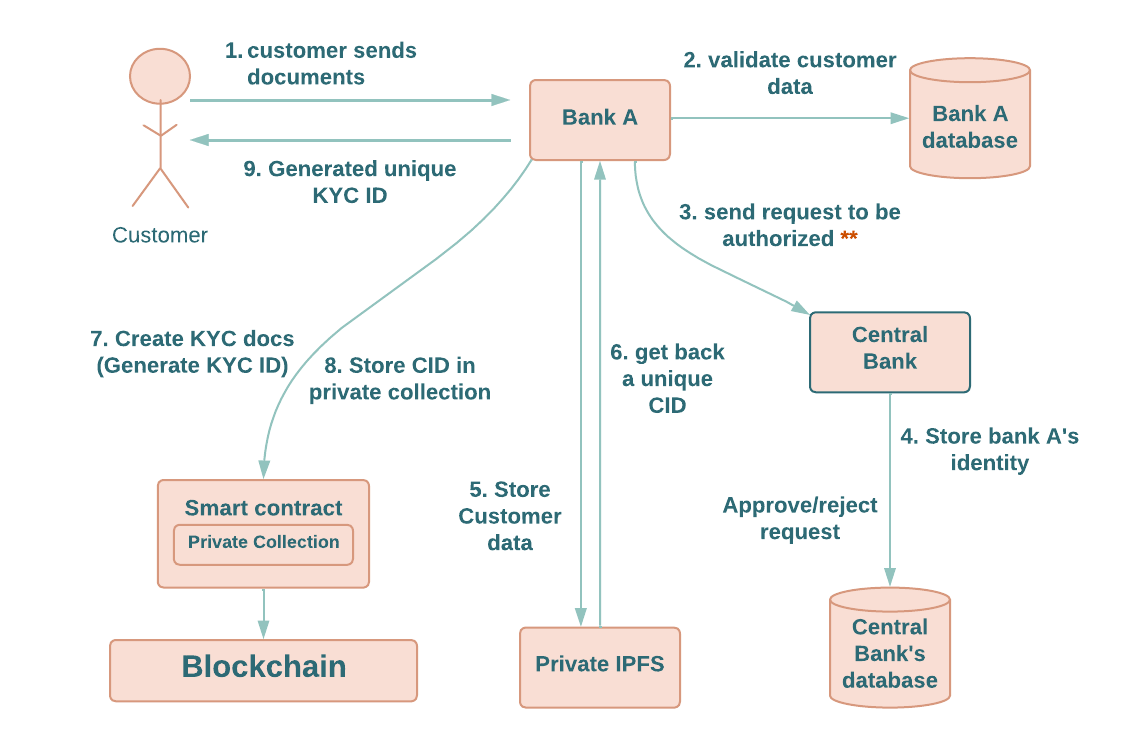 1. customer sends
documents
2. validate customer
data
Bank A
Bank A
database
9. Generated unique
KYC ID
Customer
3. send request to be
authorized **
7. Create KYC docs
(Generate KYC ID)
8. Store CID in
private collection
6. get back
a unique
CID
Central
Bank
4. Store bank A's
identity
5. Store
Customer
data
Approve/reject
request
Smart contract
Private Collection
Blockchain
Private IPFS
Central
Bank's
database